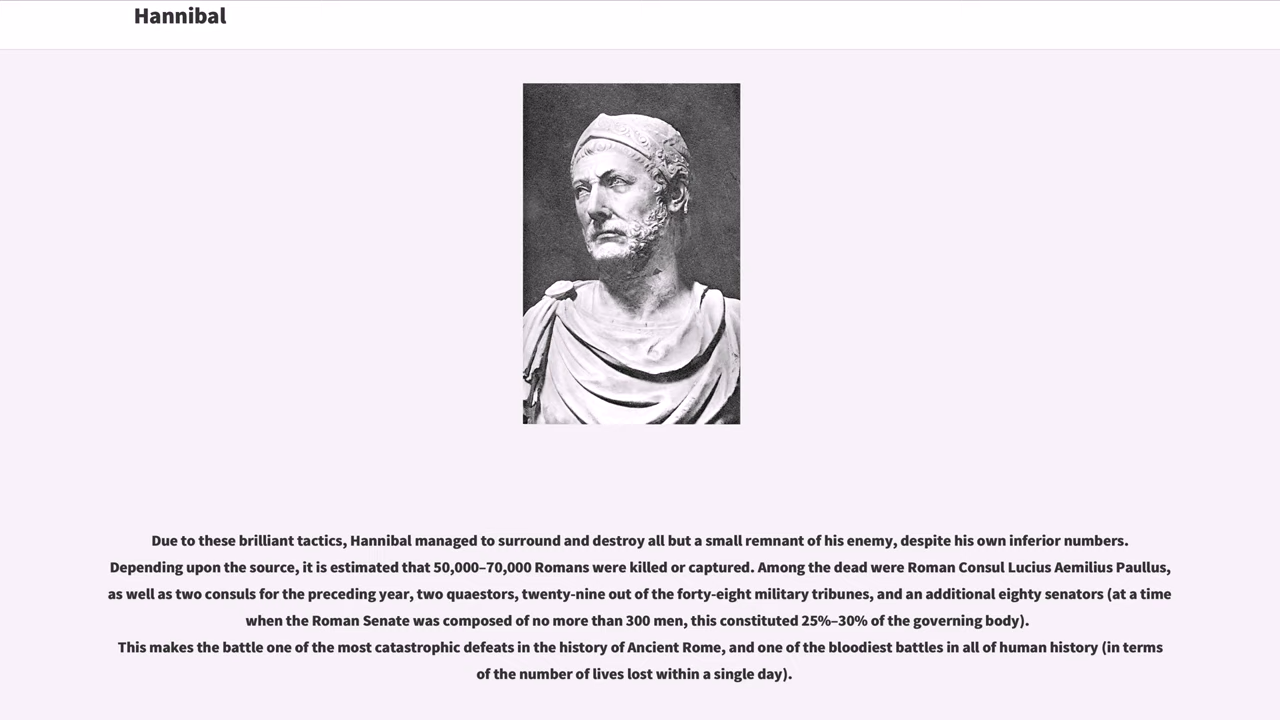 Hannibal
Due to these brilliant tactics, Hannibal managed to surround and destroy all but a small remnant of his enemy, despite his own inferior numbers.
Depending upon the source, it is estimated that 50,000–70,000 Romans were killed or captured. Among the dead were Roman Consul Lucius Aemilius Paullus,
as well as two consuls for the preceding year, two quaestors, twenty-nine out of the forty-eight military tribunes, and an additional eighty senators (at a time
when the Roman Senate was composed of no more than 300 men, this constituted 25%–30% of the governing body).
This makes the battle one of the most catastrophic defeats in the history of Ancient Rome, and one of the bloodiest battles in all of human history (in terms
of the number of lives lost within a single day).